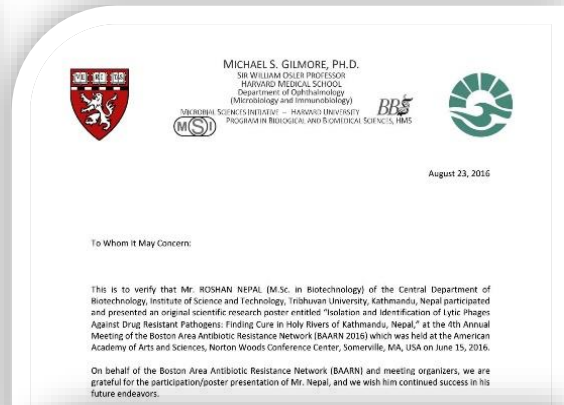 MICHAEL S. GILMORE, PH.D.
SIR WILLIAM OSLER PROFESSOR
HARVARD MEDICAL SCHOOL
Department of Ophthalmology
(Microbiology and Immunobiology)
MICROBIAL SCIENCES INITIATIVE – HARVARD UNIVERSITY
PROGRAM IN BIOLOGICAL AND BIOMEDICAL SCIENCES, HMS
BBS
MSI
August 23, 2016
To Whom It May Concern:
This is to verify that Mr. ROSHAN NEPAL (M.Sc. in Biotechnology) of the Central Department of
Biotechnology, Institute of Science and Technology, Tribhuvan University, Kathmandu, Nepal participated
and presented an original scientific research poster entitled "Isolation and Identification of Lytic Phages
Against Drug Resistant Pathogens: Finding Cure in Holy Rivers of Kathmandu, Nepal," at the 4th Annual
Meeting of the Boston Area Antibiotic Resistance Network (BAARN 2016) which was held at the American
Academy of Arts and Sciences, Norton Woods Conference Center, Somerville, MA, USA on June 15, 2016.
On behalf of the Boston Area Antibiotic Resistance Network (BAARN) and meeting organizers, we are
grateful for the participation/poster presentation of Mr. Nepal, and we wish him continued success in his
future endeavors.